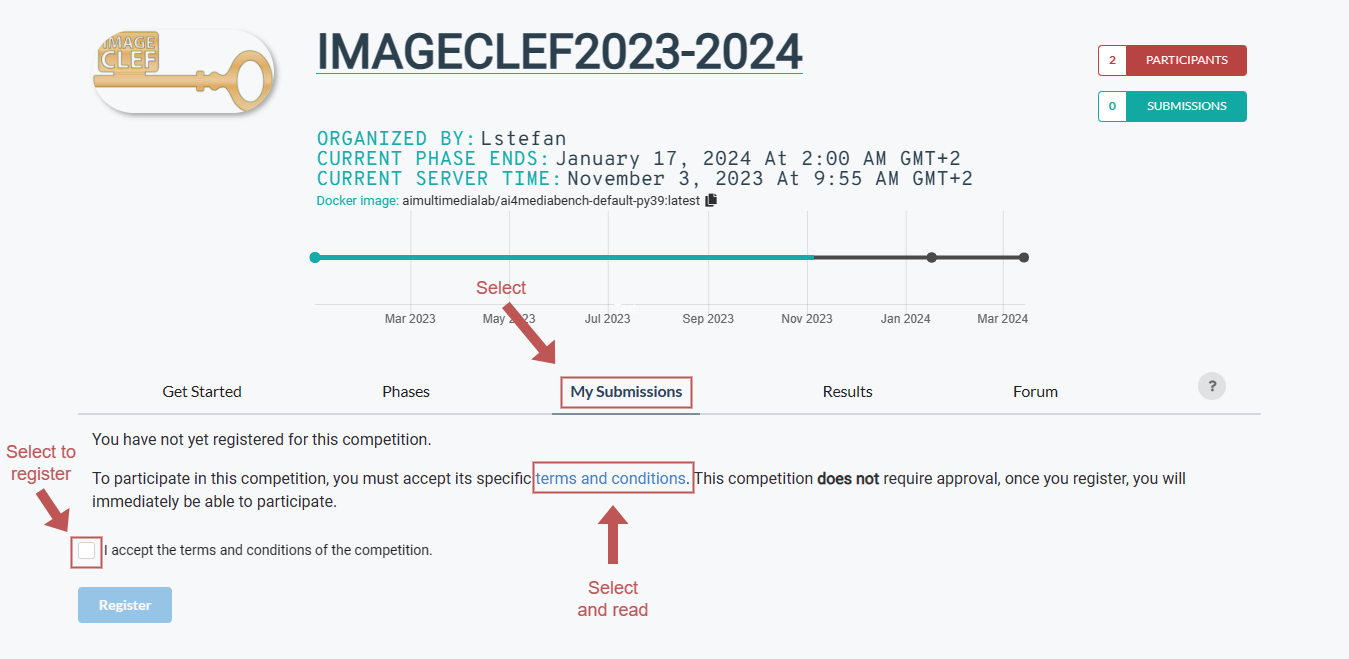 IMAGE
CLEF
IMAGECLEF2023-2024
2 PARTICIPANTS
0 SUBMISSIONS
ORGANIZED BY: Lstefan
CURRENT PHASE ENDS: January 17, 2024 At 2:00 AM GMT+2
CURRENT SERVER TIME: November 3, 2023 At 9:55 AM GMT+2
Docker image: aimultimedialab/ai4mediabench-default-py39:latest
Select
Mar 2023 May 2023 Jul 2023 Sep 2023 Nov 2023 Jan 2024 Mar 2024
Get Started Phases My Submissions Results Forum ?
You have not yet registered for this competition.
Select to
register
To participate in this competition, you must accept its specific terms and conditions. This competition does not require approval, once you register, you will
immediately be able to participate.
I accept the terms and conditions of the competition.
Select
and read
Register